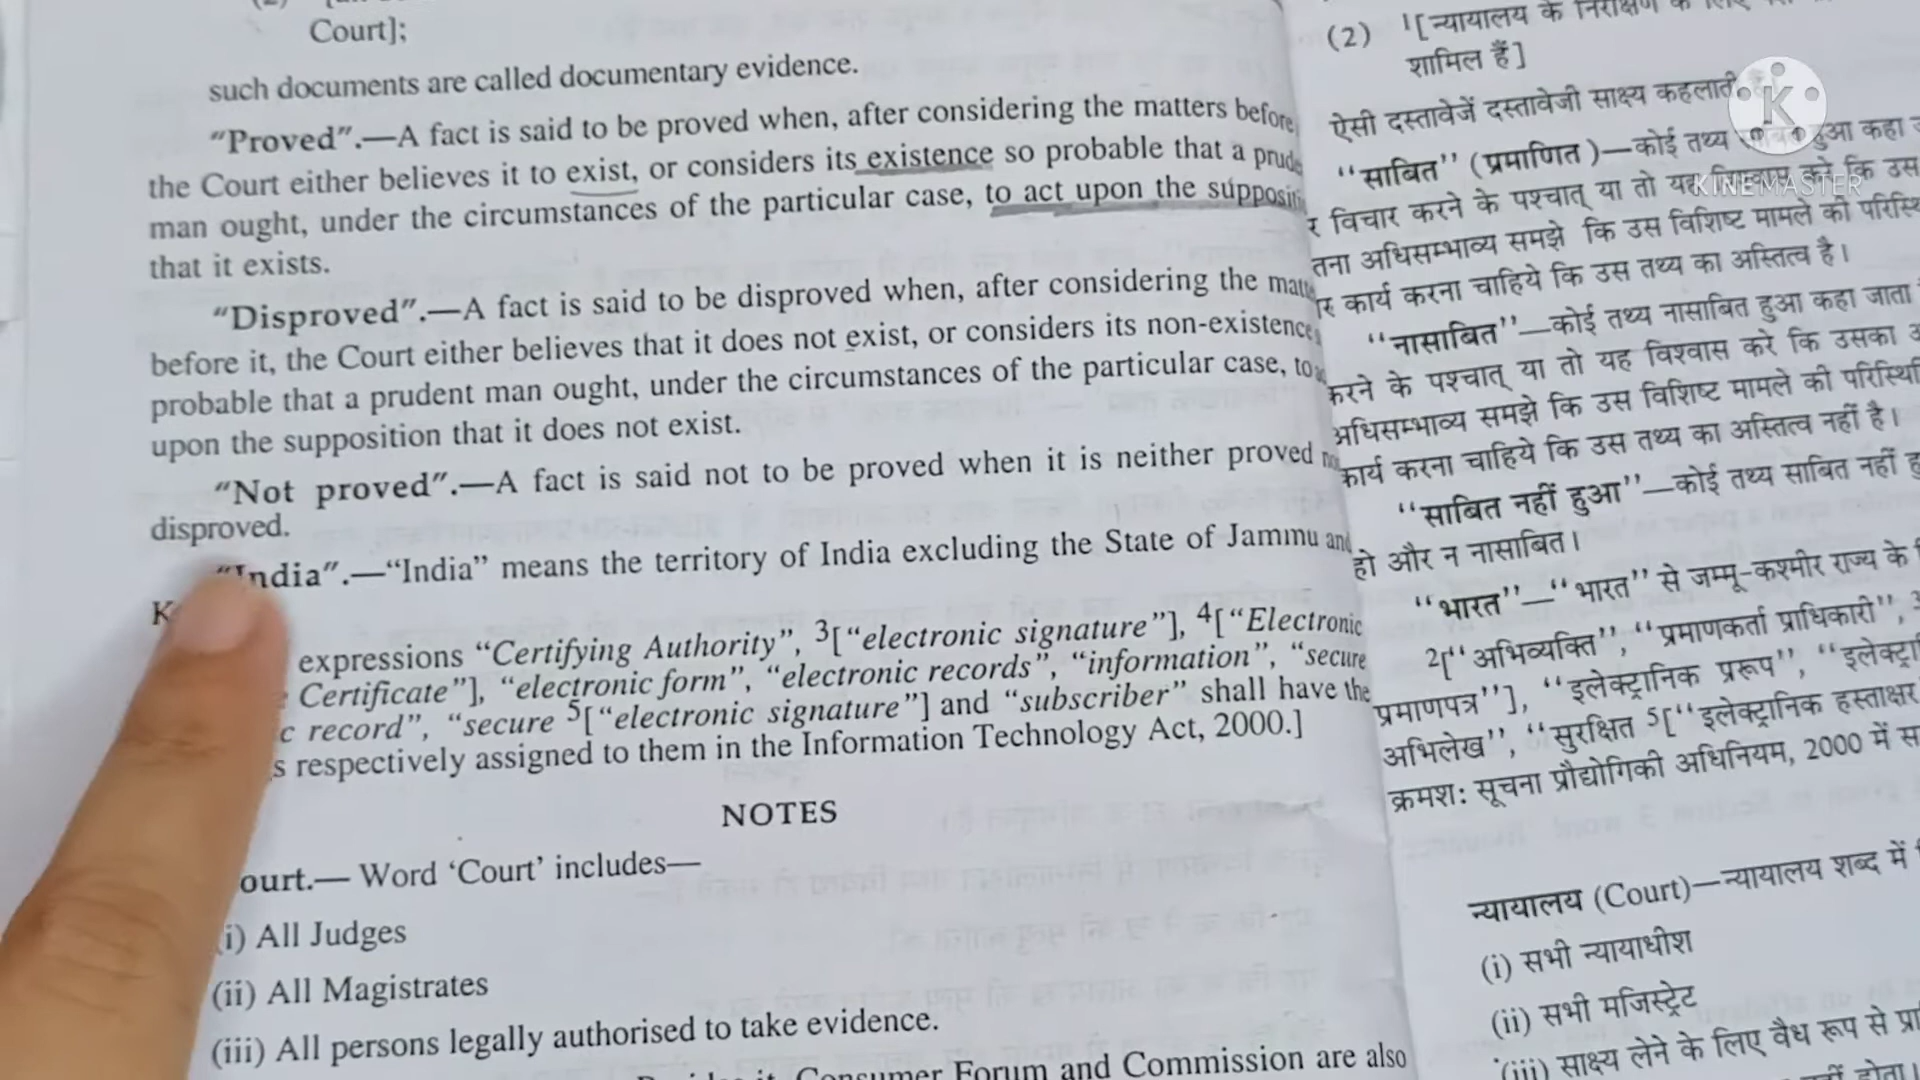 Court];
such documents are called documentary evidence.
“Proved”.—A fact is said to be proved when, after considering the matters before
the Court either believes it to exist, or considers its existence so probable that a
man ought, under the circumstances of the particular case, to act upon the
that it exists.
“Disproved”.—A fact is said to be disproved when, after considering the
before it, the Court either believes that it does not exist, or considers its non-existence
probable that a prudent man ought, under the circumstances of the particular case, to
upon the supposition that it does not exist.
“Not proved”.—A fact is said not to be proved when it is neither proved
disproved.
“India”.—“India” means the territory of India excluding the State of Jammu and
expressions “Certifying Authority”, 3[“electronic signature”], 4[“Electronic
Certificate”], “electronic form”, “electronic records”, “information”, “secure
record”, “secure 5[“electronic signature”] and “subscriber” shall have the
respectively assigned to them in the Information Technology Act, 2000.]
NOTES
Word ‘Court’ includes—
(i) All Judges
(ii) All Magistrates
(iii) All persons legally authorised to take evidence.
Consumer Forum and Commission are also
(2) 1[न्यायालय के निरीक्षण के
शामिल हैं]
ऐसी दस्तावेजें दस्तावेजी साक्ष्य कहलाती
‘‘साबित’’ (प्रमाणित)—कोई तथ्य हुआ कहा
विचार करने के पश्चात् या तो यह विश्वास करे कि उस
अधिसम्भाव्य समझे कि उस विशिष्ट मामले की
कार्य करना चाहिये कि उस तथ्य का अस्तित्व है।
‘‘नासाबित’’—कोई तथ्य नासाबित हुआ कहा जाता
करने के पश्चात् या तो यह विश्वास करे कि उसका
अधिसम्भाव्य समझे कि उस विशिष्ट मामले की
कार्य करना चाहिये कि उस तथ्य का अस्तित्व नहीं है।
‘‘साबित नहीं हुआ’’—कोई तथ्य साबित नहीं
हो और न नासाबित।
‘‘भारत’’—‘‘भारत’’ से जम्मू-कश्मीर राज्य के
2[‘‘अभिव्यक्ति’’, ‘‘प्रमाणकर्ता प्राधिकारी’’,
प्रमाणपत्र’’], ‘‘इलेक्ट्रानिक प्ररूप’’,
अभिलेख’’, ‘‘सुरक्षित 5[‘‘इलेक्ट्रानिक हस्ताक्षर
क्रमश: सूचना प्रौद्योगिकी अधिनियम, 2000 में
न्यायालय (Court)—न्यायालय शब्द में
(i) सभी न्यायाधीश
(ii) सभी मजिस्ट्रेट
(iii) साक्ष्य लेने के लिए वैध रूप से
K
KINEMASTER